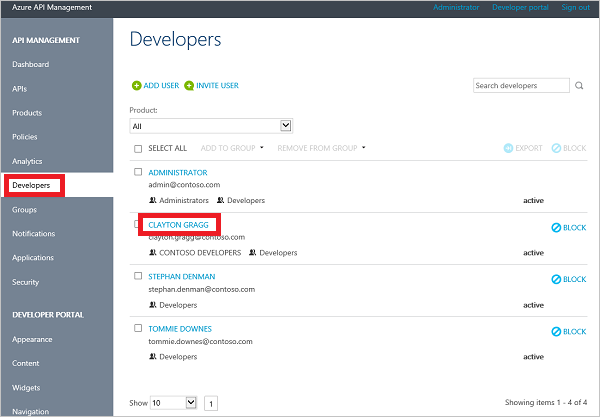 Azure API Management
Administrator Developer portal Sign out
API MANAGEMENT
Dashboard
APIs
Products
Policies
Analytics
Developers
Groups
Notifications
Applications
Security
DEVELOPER PORTAL
Appearance
Content
Widgets
Navigation
Developers
ADD USER INVITE USER
Search developers
Product:
All
SELECT ALL ADD TO GROUP REMOVE FROM GROUP EXPORT BLOCK
ADMINISTRATOR
admin@contoso.com
Administrators Developers active
CLAYTON GRAGG BLOCK
clayton.gragg@contoso.com
CONTOSO DEVELOPERS Developers active
STEPHAN DENMAN BLOCK
stephan.denman@contoso.com
Developers active
TOMMIE DOWNES BLOCK
tommie.downes@contoso.com
Developers active
Show 10 1 Showing items 1 - 4 of 4